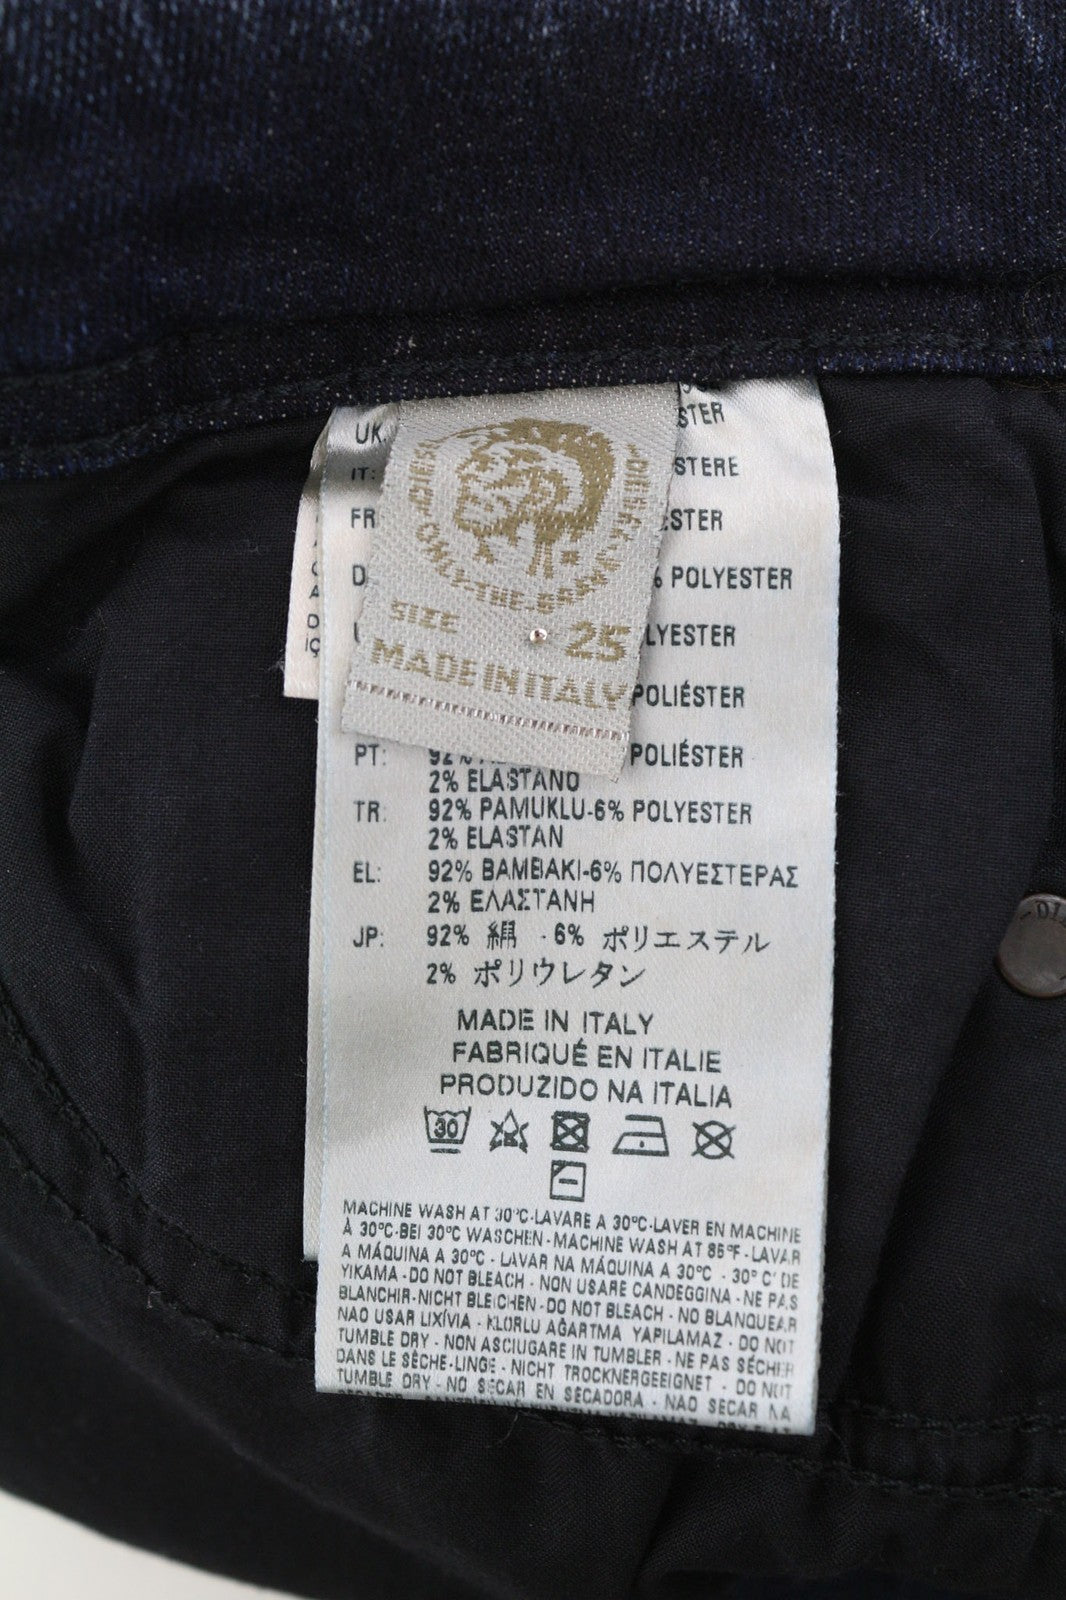 DIESEL
ONLY-THE-BRAVE
SIZE 25
MADE IN ITALY
UK:
IT:
FR
D
POLYESTER
POLIÉSTER
PT: 92% POLIÉSTER
2% ELASTANO
TR: 92% PAMUKLU-6% POLYESTER
2% ELASTAN
EL: 92% BAMBAKI-6% ΠΟΛΥΕΣΤΕΡΑΣ
2% ΕΛΑΣΤΑΝΗ
JP: 92% 絹 -6% ポリエステル
2% ポリウレタン
MADE IN ITALY
FABRIQUÉ EN ITALIE
PRODUZIDO NA ITALIA
30
MACHINE WASH AT 30°C-LAVARE A 30°C-LAVER EN MACHINE
À 30°C-BEI 30°C WASCHEN-MACHINE WASH AT 86°F-LAVAR
A MÁQUINA A 30°C - LAVAR NA MÁQUINA A 30°C - 30° C' DE
YIKAMA-DO NOT BLEACH - NON USARE CANDEGGINA-NE PAS
BLANCHIR-NICHT BLEICHEN-DO NOT BLEACH - NO BLANQUEAR
NAO USAR LIXÍVIA - KLORLU AĞARTMA YAPILAMAZ - DO NOT
TUMBLE DRY - NON ASCIUGARE IN TUMBLER - NE PAS SÉCHER
DANS LE SÈCHE-LINGE - NICHT TROCKNERGEEIGNET - DO NOT
TUMBLE DRY - NO SECAR EN SECADORA - NAO SECAR NA